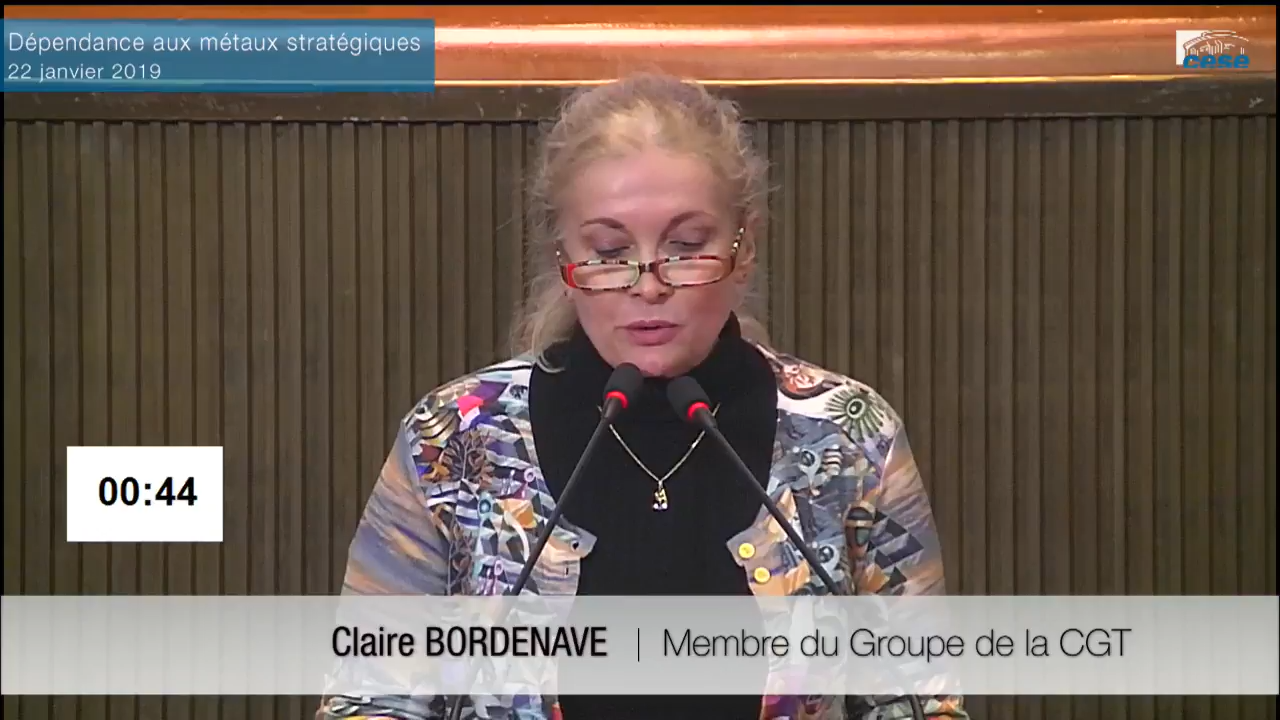 Dépendance aux métaux stratégiques
22 janvier 2019
cese
00:44
Claire BORDENAVE | Membre du Groupe de la CGT